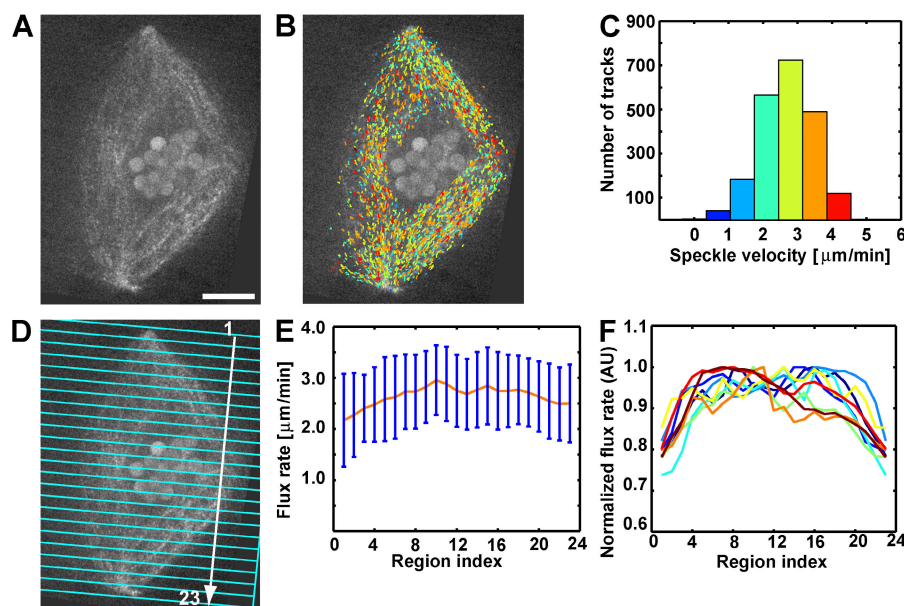 A
B
C
Number of tracks
900
700
500
300
100
0 1 2 3 4 5 6
Speckle velocity [μm/min]
D
1
23
E
Flux rate [μm/min]
4.0
3.0
2.0
1.0
0 4 8 12 16 20 24
Region index
F
Normalized flux rate (AU)
1.1
1.0
0.9
0.8
0.7
0.6
0 4 8 12 16 20 24
Region index